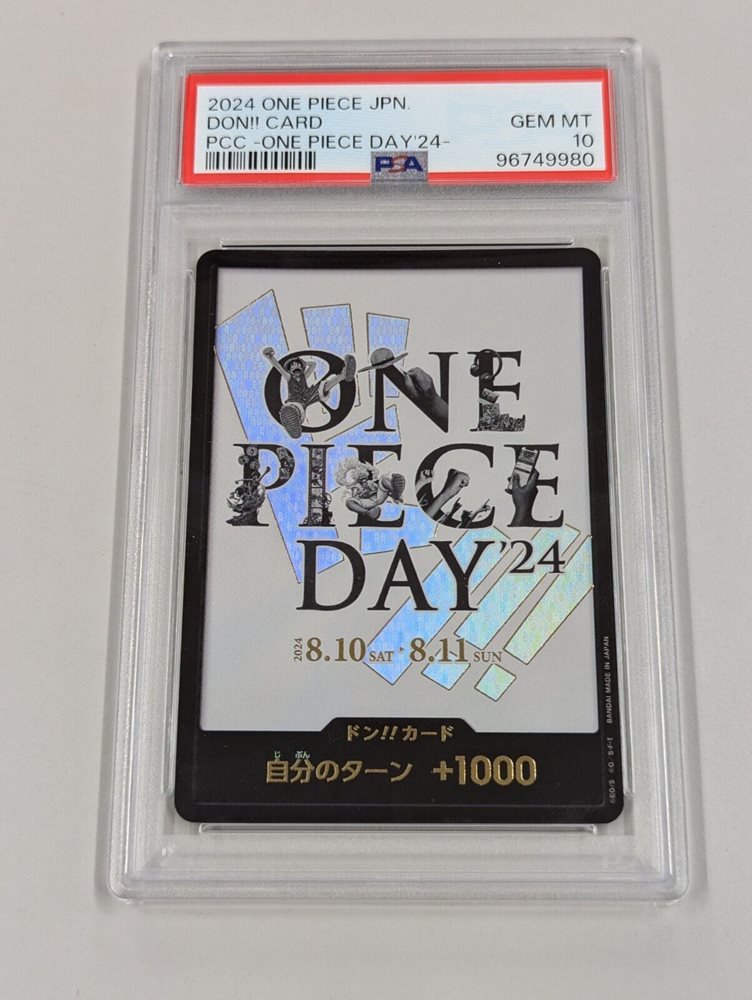 2024 ONE PIECE JPN.
DON!! CARD
GEM MT
PCC -ONE PIECE DAY'24-
10
PSA
96749980
ONE
PIECE
DAY'24
2024 8.10 SAT ▸ 8.11 SUN
ドン!!カード
じ ぶん
自分のターン +1000
©EO/S ©O/S・F・T BANDAI MADE IN JAPAN